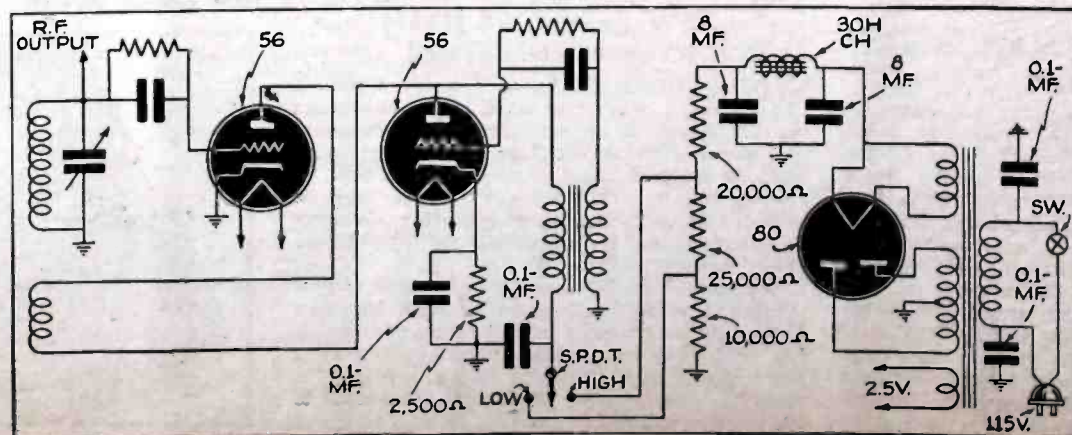 R.F.
OUTPUT
56
56
0.1-
MF.
2,500Ω
0.1-
MF.
S.P.D.T.
LOW
HIGH
8
MF.
30H
CH
8
MF.
20,000Ω
25,000Ω
10,000Ω
80
2.5V.
0.1-
MF.
SW.
0.1-
MF.
115V.